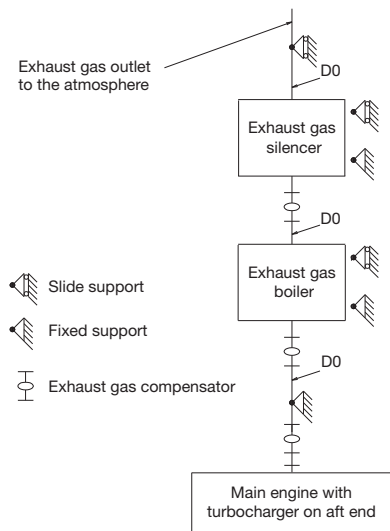 Exhaust gas outlet
to the atmosphere
D0
Exhaust gas
silencer
D0
Exhaust gas
boiler
Slide support
Fixed support
D0
Exhaust gas compensator
Main engine with
turbocharger on aft end